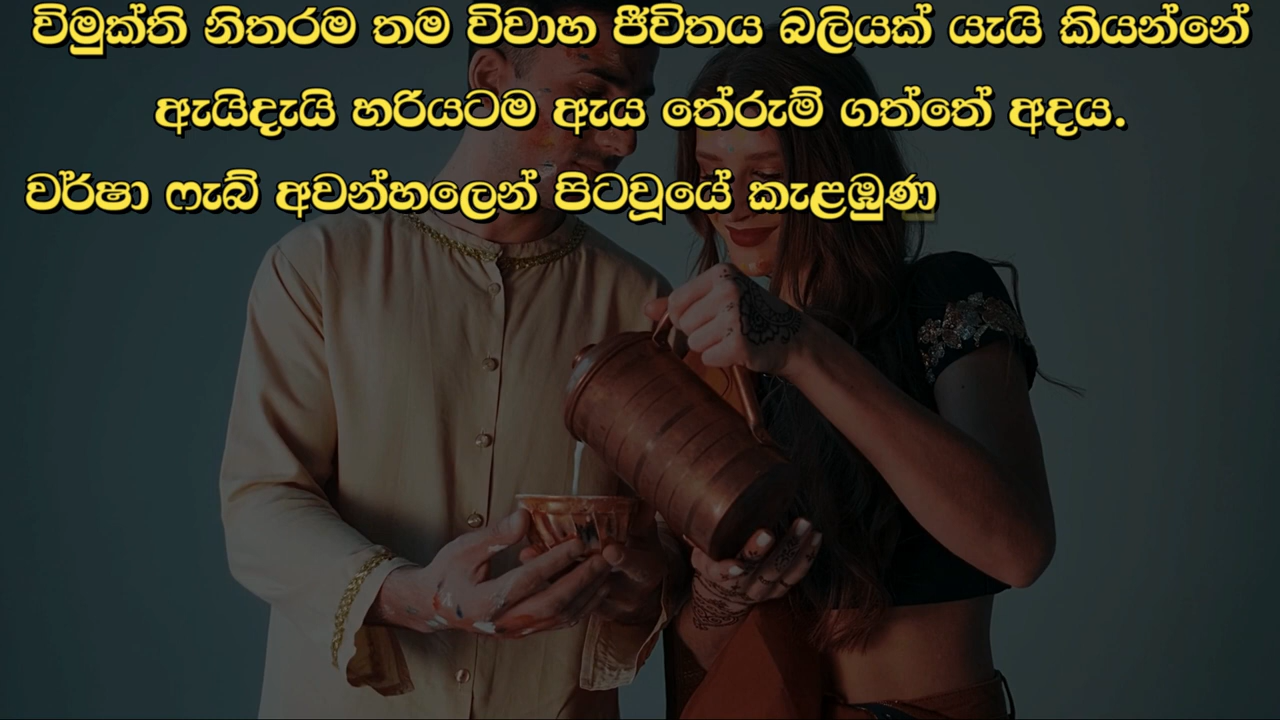 විමුක්ති නිතරම තම විවාහ ජීවිතය බලියක් යැයි කියන්නේ
ඇයිදැයි හරියටම ඇය තේරුම් ගත්තේ අදය.
වර්ෂා ෆැබ් අවන්හලෙන් පිටවූයේ කැළඹුණ